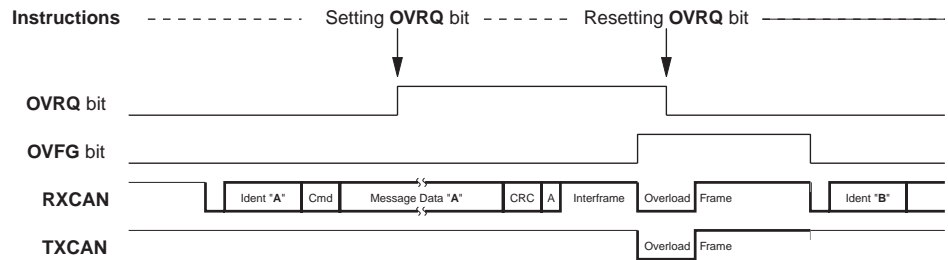 Instructions Setting OVRQ bit Resetting OVRQ bit
OVRQ bit
OVFG bit
RXCAN Ident "A" Cmd Message Data "A" CRC A Interframe Overload Frame Ident "B"
TXCAN Overload Frame